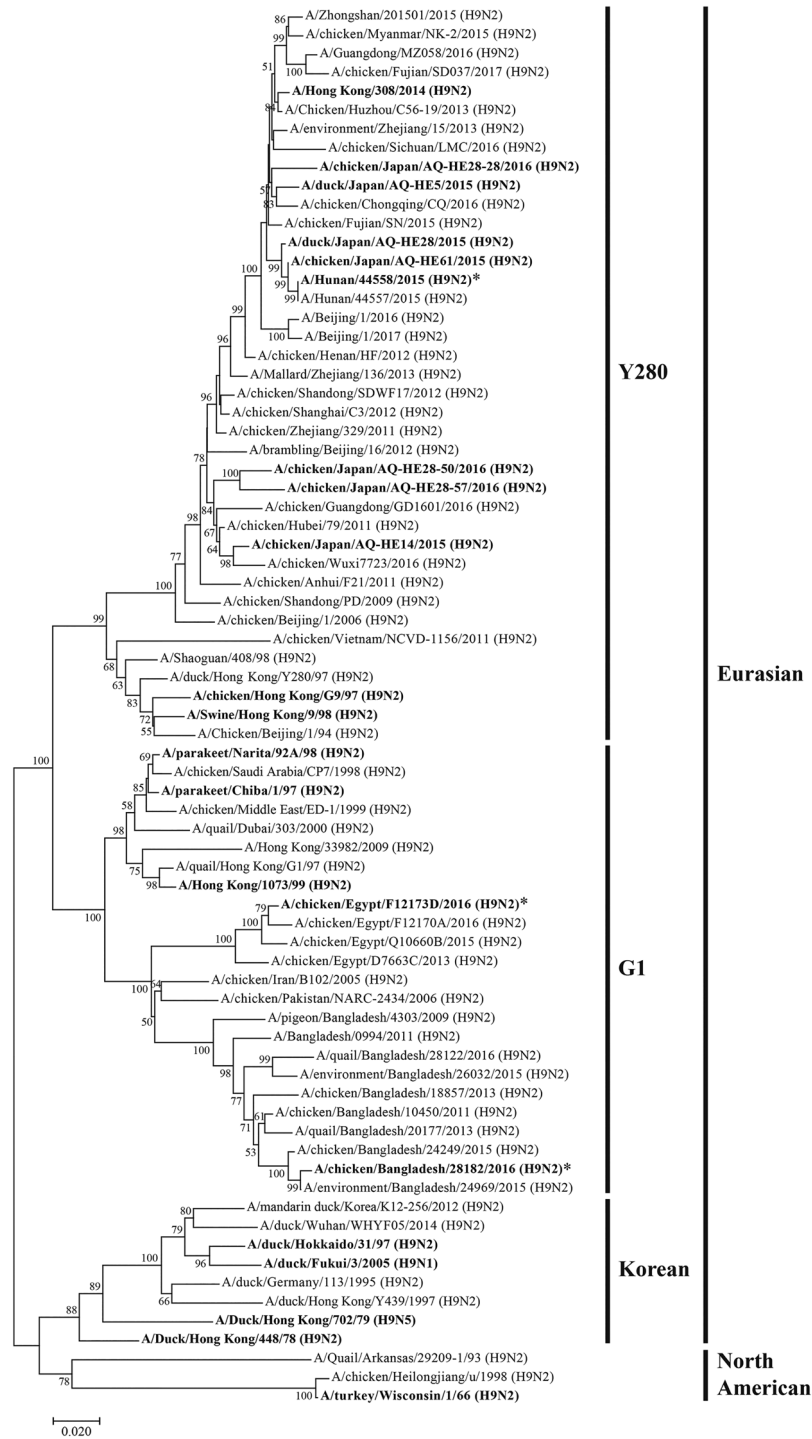 86
A/Zhongshan/201501/2015 (H9N2)
99
A/chicken/Myanmar/NK-2/2015 (H9N2)
A/Guangdong/MZ058/2016 (H9N2)
51
100
A/chicken/Fujian/SD037/2017 (H9N2)
A/Hong Kong/308/2014 (H9N2)
A/Chicken/Huzhou/C56-19/2013 (H9N2)
A/environment/Zhejiang/15/2013 (H9N2)
A/chicken/Sichuan/LMC/2016 (H9N2)
A/chicken/Japan/AQ-HE28-28/2016 (H9N2)
A/duck/Japan/AQ-HE5/2015 (H9N2)
83
A/chicken/Chongqing/CQ/2016 (H9N2)
A/chicken/Fujian/SN/2015 (H9N2)
A/duck/Japan/AQ-HE28/2015 (H9N2)
A/chicken/Japan/AQ-HE61/2015 (H9N2)
100
99
A/Hunan/44558/2015 (H9N2)*
99
99
A/Hunan/44557/2015 (H9N2)
99
A/Beijing/1/2016 (H9N2)
100
A/Beijing/1/2017 (H9N2)
96
A/chicken/Henan/HF/2012 (H9N2)
A/Mallard/Zhejiang/136/2013 (H9N2)
Y280
96
A/chicken/Shandong/SDWF17/2012 (H9N2)
A/chicken/Shanghai/C3/2012 (H9N2)
A/chicken/Zhejiang/329/2011 (H9N2)
A/brambling/Beijing/16/2012 (H9N2)
78
100
A/chicken/Japan/AQ-HE28-50/2016 (H9N2)
A/chicken/Japan/AQ-HE28-57/2016 (H9N2)
84
A/chicken/Guangdong/GD1601/2016 (H9N2)
98
A/chicken/Hubei/79/2011 (H9N2)
67
A/chicken/Japan/AQ-HE14/2015 (H9N2)
64
77
98
A/chicken/Wuxi7723/2016 (H9N2)
100
A/chicken/Anhui/F21/2011 (H9N2)
A/chicken/Shandong/PD/2009 (H9N2)
99
A/chicken/Beijing/1/2006 (H9N2)
A/chicken/Vietnam/NCVD-1156/2011 (H9N2)
68
A/Shaoguan/408/98 (H9N2)
Eurasian
63
A/duck/Hong Kong/Y280/97 (H9N2)
83
A/chicken/Hong Kong/G9/97 (H9N2)
72
A/Swine/Hong Kong/9/98 (H9N2)
55
A/Chicken/Beijing/1/94 (H9N2)
100
69
A/parakeet/Narita/92A/98 (H9N2)
A/chicken/Saudi Arabia/CP7/1998 (H9N2)
85
A/parakeet/Chiba/1/97 (H9N2)
58
A/chicken/Middle East/ED-1/1999 (H9N2)
98
A/quail/Dubai/303/2000 (H9N2)
A/Hong Kong/33982/2009 (H9N2)
75
A/quail/Hong Kong/G1/97 (H9N2)
98
A/Hong Kong/1073/99 (H9N2)
100
79
A/chicken/Egypt/F12173D/2016 (H9N2)*
100
A/chicken/Egypt/F12170A/2016 (H9N2)
100
A/chicken/Egypt/Q10660B/2015 (H9N2)
A/chicken/Egypt/D7663C/2013 (H9N2)
G1
100
64
A/chicken/Iran/B102/2005 (H9N2)
A/chicken/Pakistan/NARC-2434/2006 (H9N2)
50
A/pigeon/Bangladesh/4303/2009 (H9N2)
100
A/Bangladesh/0994/2011 (H9N2)
99
A/quail/Bangladesh/28122/2016 (H9N2)
98
A/environment/Bangladesh/26032/2015 (H9N2)
77
A/chicken/Bangladesh/18857/2013 (H9N2)
61
A/chicken/Bangladesh/10450/2011 (H9N2)
71
A/quail/Bangladesh/20177/2013 (H9N2)
53
A/chicken/Bangladesh/24249/2015 (H9N2)
100
A/chicken/Bangladesh/28182/2016 (H9N2)*
99
A/environment/Bangladesh/24969/2015 (H9N2)
80
A/mandarin duck/Korea/K12-256/2012 (H9N2)
79
A/duck/Wuhan/WHYF05/2014 (H9N2)
100
A/duck/Hokkaido/31/97 (H9N2)
96
A/duck/Fukui/3/2005 (H9N1)
Korean
89
A/duck/Germany/113/1995 (H9N2)
66
A/duck/Hong Kong/Y439/1997 (H9N2)
88
A/Duck/Hong Kong/702/79 (H9N5)
A/Duck/Hong Kong/448/78 (H9N2)
A/Quail/Arkansas/29209-1/93 (H9N2)
North
78
A/chicken/Heilongjiang/u/1998 (H9N2)
American
100
A/turkey/Wisconsin/1/66 (H9N2)
0.020